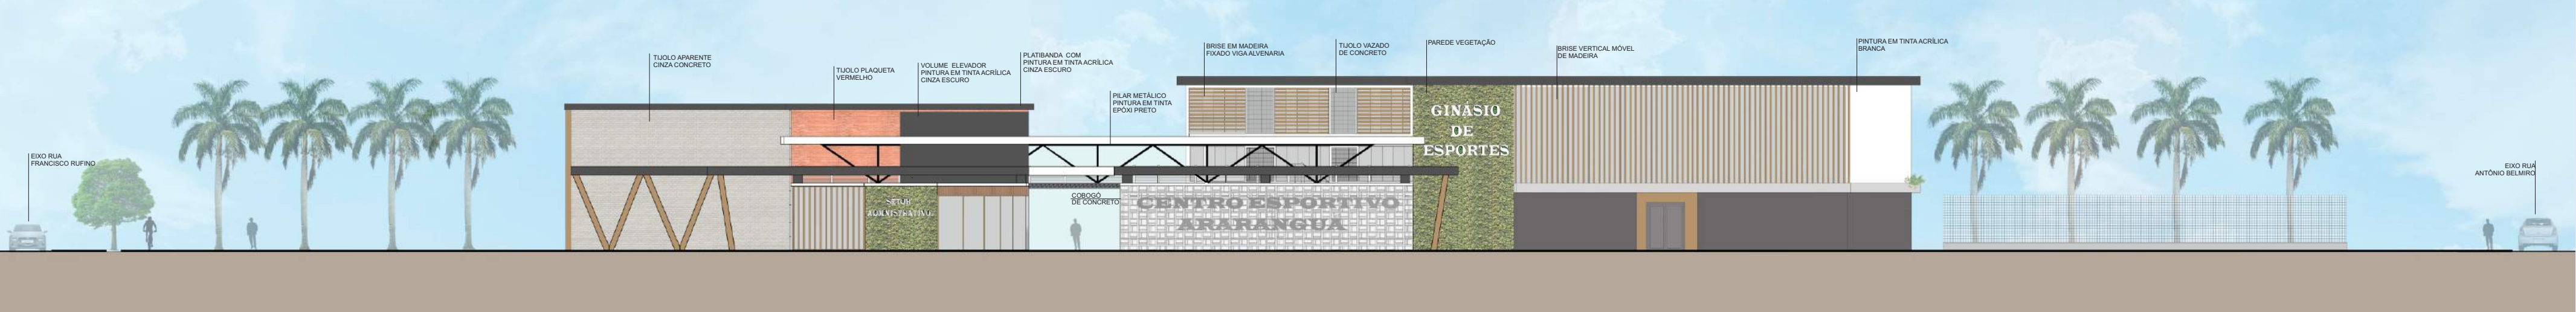 EIXO RUA
FRANCISCO RUFINO
TIJOLO APARENTE
CINZA CONCRETO
TIJOLO PLAQUETA
VERMELHO
VOLUME ELEVADOR
PINTURA EM TINTA ACRÍLICA
CINZA ESCURO
PLATIBANDA COM
PINTURA EM TINTA ACRÍLICA
CINZA ESCURO
PILAR METÁLICO
PINTURA EM TINTA
EPÓXI PRETO
BRISE EM MADEIRA
FIXADO VIGA ALVENARIA
TIJOLO VAZADO
DE CONCRETO
PAREDE VEGETAÇÃO
BRISE VERTICAL MÓVEL
DE MADEIRA
PINTURA EM TINTA ACRÍLICA
BRANCA
GINÁSIO
DE
ESPORTES
SETOR
ADMINISTRATIVO
COBOGÓ
DE CONCRETO
CENTRO ESPORTIVO
ARARANGUA
EIXO RUA
ANTÔNIO BELMIRO